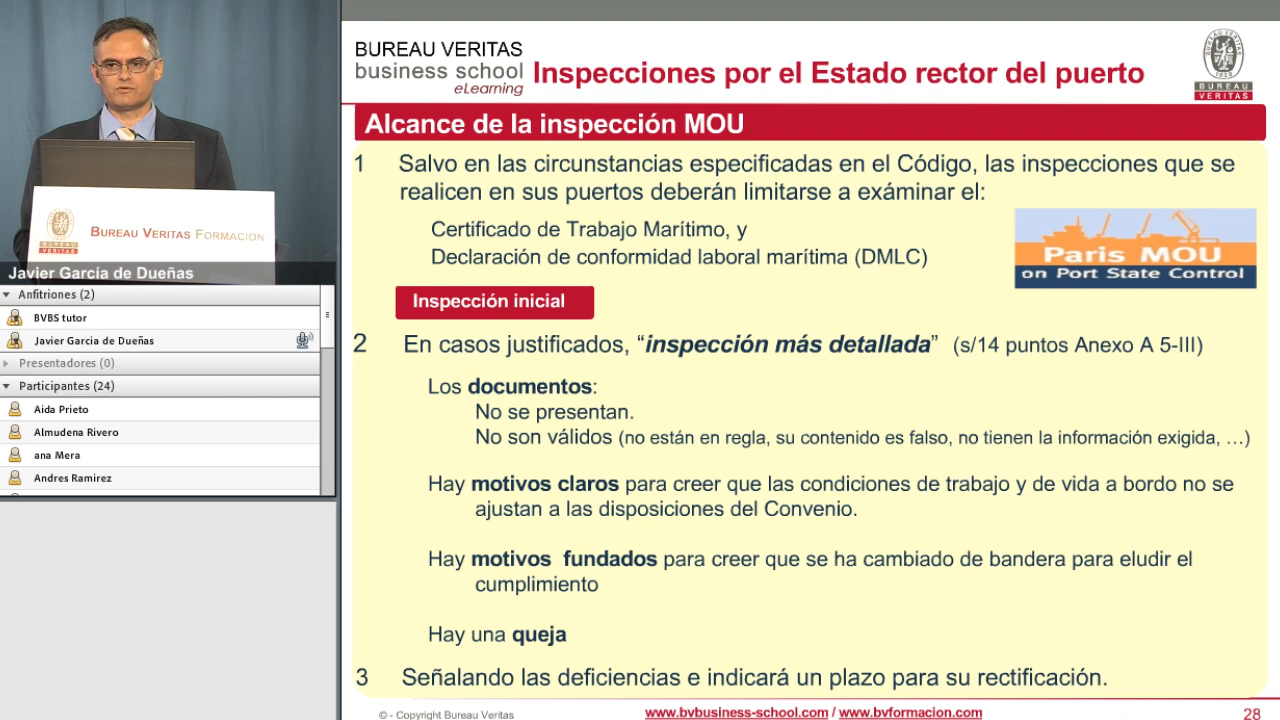 BUREAU VERITAS
business school
eLearning
Inspecciones por el Estado rector del puerto
BUREAU VERITAS
1828
BUREAU
VERITAS
Alcance de la inspección MOU
1 Salvo en las circunstancias especificadas en el Código, las inspecciones que se
realicen en sus puertos deberán limitarse a exáminar el:
Certificado de Trabajo Marítimo, y
Declaración de conformidad laboral marítima (DMLC)
Paris MOU
on Port State Control
Inspección inicial
2 En casos justificados, “inspección más detallada” (s/14 puntos Anexo A 5-III)
Los documentos:
No se presentan.
No son válidos (no están en regla, su contenido es falso, no tienen la información exigida, …)
Hay motivos claros para creer que las condiciones de trabajo y de vida a bordo no se
ajustan a las disposiciones del Convenio.
Hay motivos fundados para creer que se ha cambiado de bandera para eludir el
cumplimiento
Hay una queja
3 Señalando las deficiencias e indicará un plazo para su rectificación.
© - Copyright Bureau Veritas
www.bvbusiness-school.com / www.bvformacion.com
28
BUREAU
VERITAS
BUREAU VERITAS FORMACION
Javier García de Dueñas
Anfitriones (2)
BVBS tutor
Javier Garcia de Dueñas
Presentadores (0)
Participantes (24)
Aida Prieto
Almudena Rivero
ana Mera
Andres Ramirez